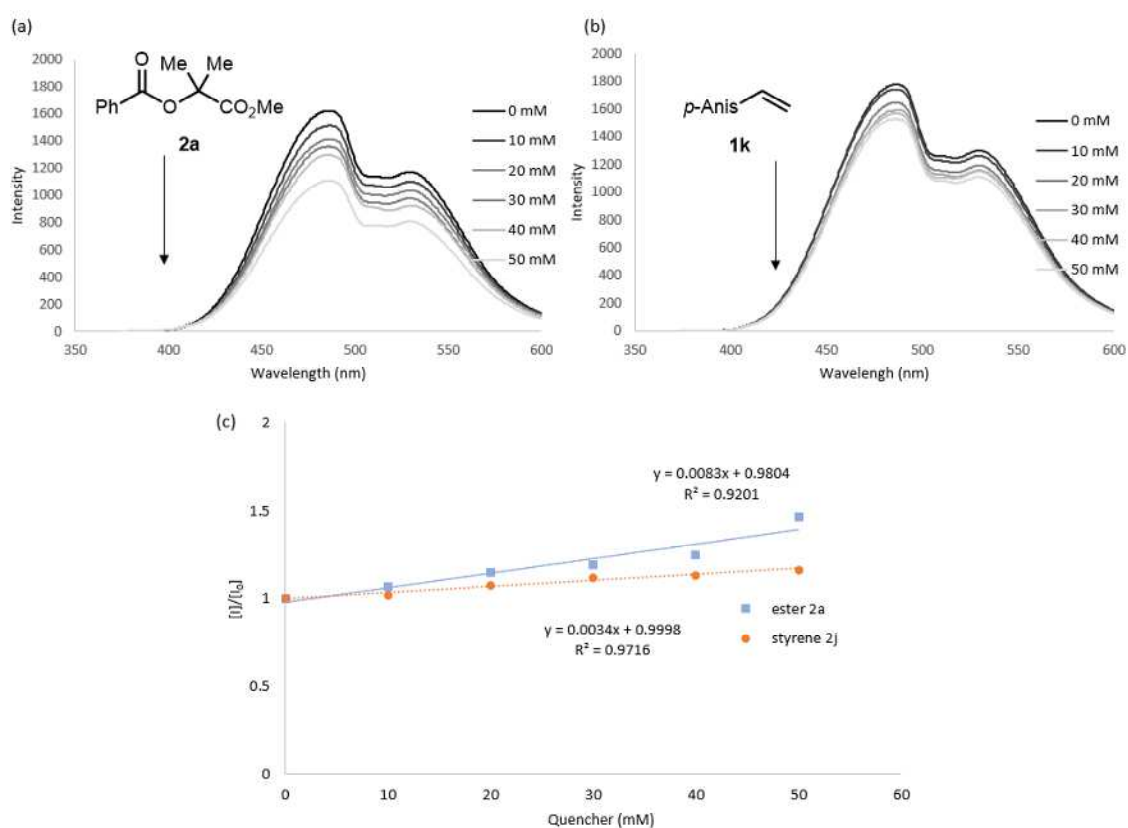 (a)
2000
1800
1600
1400
1200
1000
800
600
400
200
0
Intensity
O
Me Me
Ph O CO₂Me
2a
0 mM
10 mM
20 mM
30 mM
40 mM
50 mM
350 400 450 500 550 600
Wavelength (nm)
(b)
2000
1800
1600
1400
1200
1000
800
600
400
200
0
Intensity
p-Anis
1k
0 mM
10 mM
20 mM
30 mM
40 mM
50 mM
350 400 450 500 550 600
Wavelengh (nm)
(c)
2
1.5
1
0.5
0
[I]/[I₀]
y = 0.0083x + 0.9804
R² = 0.9201
ester 2a
styrene 2j
y = 0.0034x + 0.9998
R² = 0.9716
0 10 20 30 40 50 60
Quencher (mM)